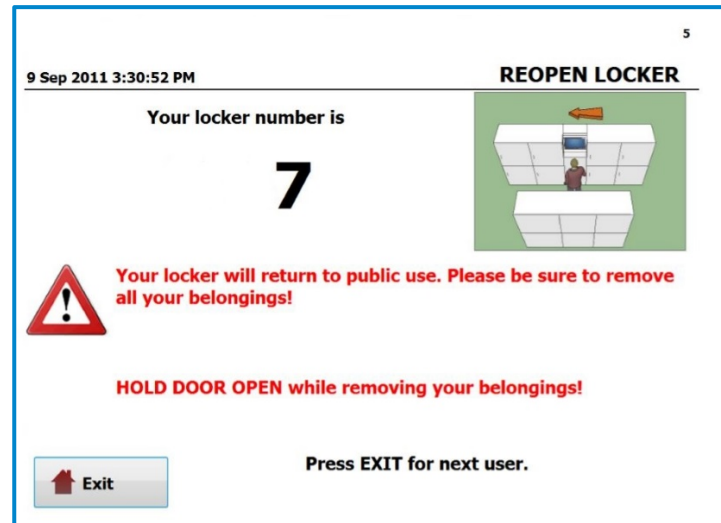 5
9 Sep 2011 3:30:52 PM
REOPEN LOCKER
Your locker number is
7
Your locker will return to public use. Please be sure to remove
all your belongings!
HOLD DOOR OPEN while removing your belongings!
Press EXIT for next user.
Exit